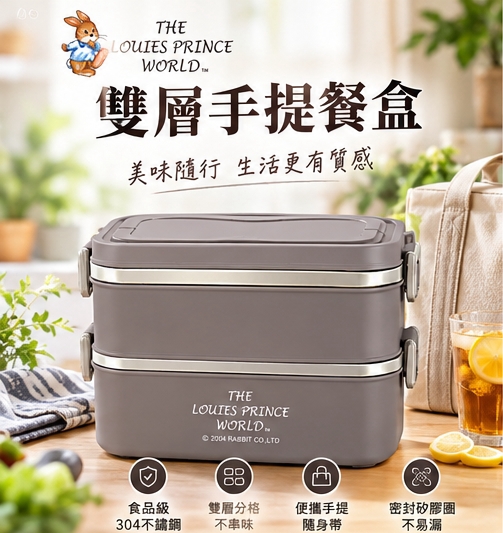 THE
LOUIES PRINCE
WORLD™
雙層手提餐盒
美味隨行 生活更有質感
THE
LOUIES PRINCE
WORLD™
© 2004 RABBIT CO.,LTD
食品級
304不鏽鋼
雙層分格
不串味
便攜手提
隨身帶
密封矽膠圈
不易漏